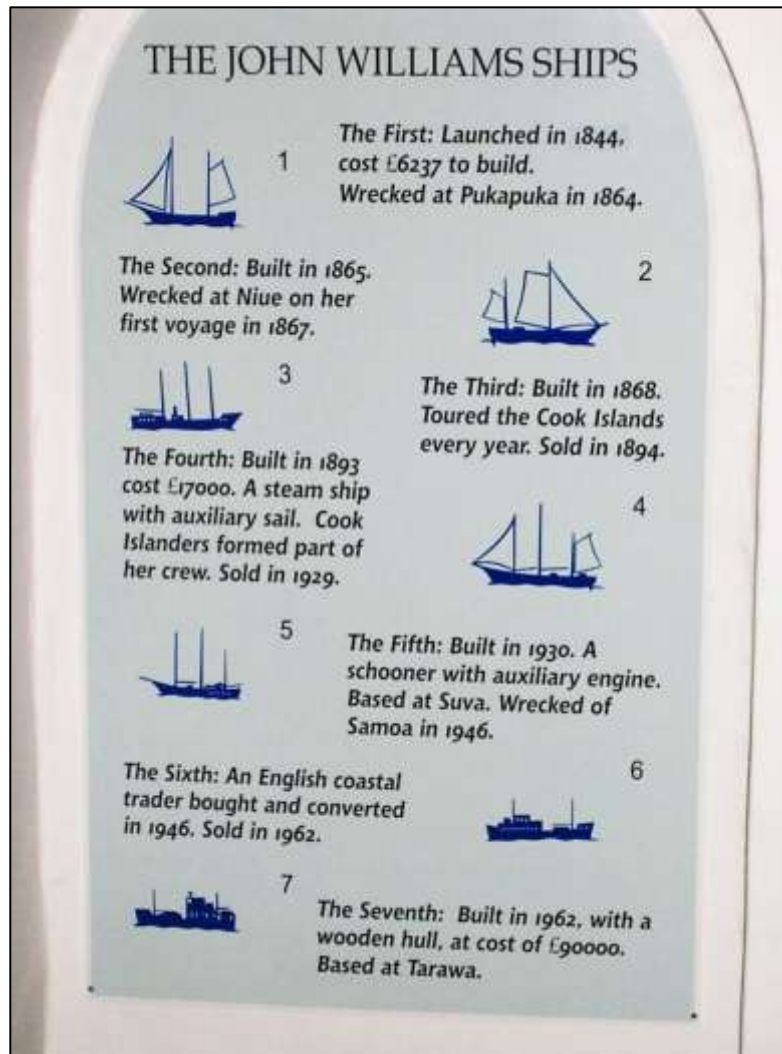 THE JOHN WILLIAMS SHIPS
1
The First: Launched in 1844,
cost £6237 to build.
Wrecked at Pukapuka in 1864.
The Second: Built in 1865.
Wrecked at Niue on her
first voyage in 1867.
2
3
The Third: Built in 1868.
Toured the Cook Islands
every year. Sold in 1894.
The Fourth: Built in 1893
cost £17000. A steam ship
with auxiliary sail. Cook
Islanders formed part of
her crew. Sold in 1929.
4
5
The Fifth: Built in 1930. A
schooner with auxiliary engine.
Based at Suva. Wrecked of
Samoa in 1946.
The Sixth: An English coastal
trader bought and converted
in 1946. Sold in 1962.
6
7
The Seventh: Built in 1962, with a
wooden hull, at cost of £90000.
Based at Tarawa.